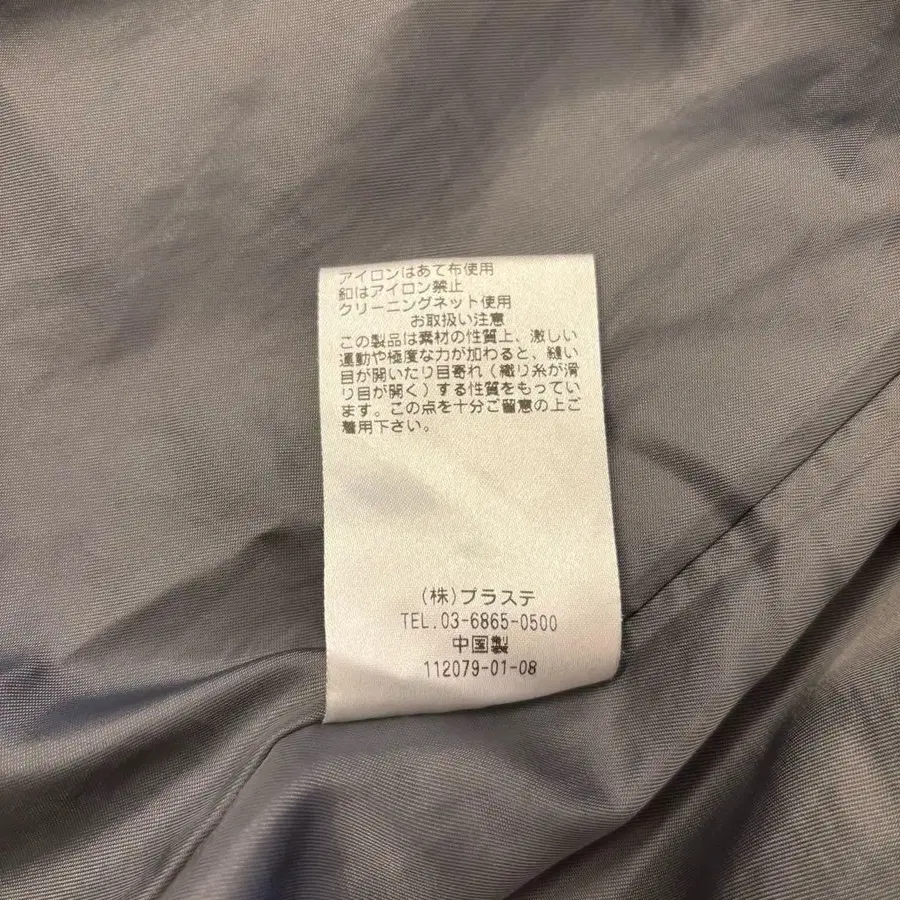 アイロンはあて布使用
釦はアイロン禁止
クリーニングネット使用
お取扱い注意
この製品は素材の性質上、激しい
運動や極度な力が加わると、縫い
目が開いたり目寄れ（織り糸が滑
り目が開く）する性質をもってい
ます。この点を十分ご留意の上ご
着用下さい。
（株）プラステ
TEL.03-6865-0500
中国製
112079-01-08